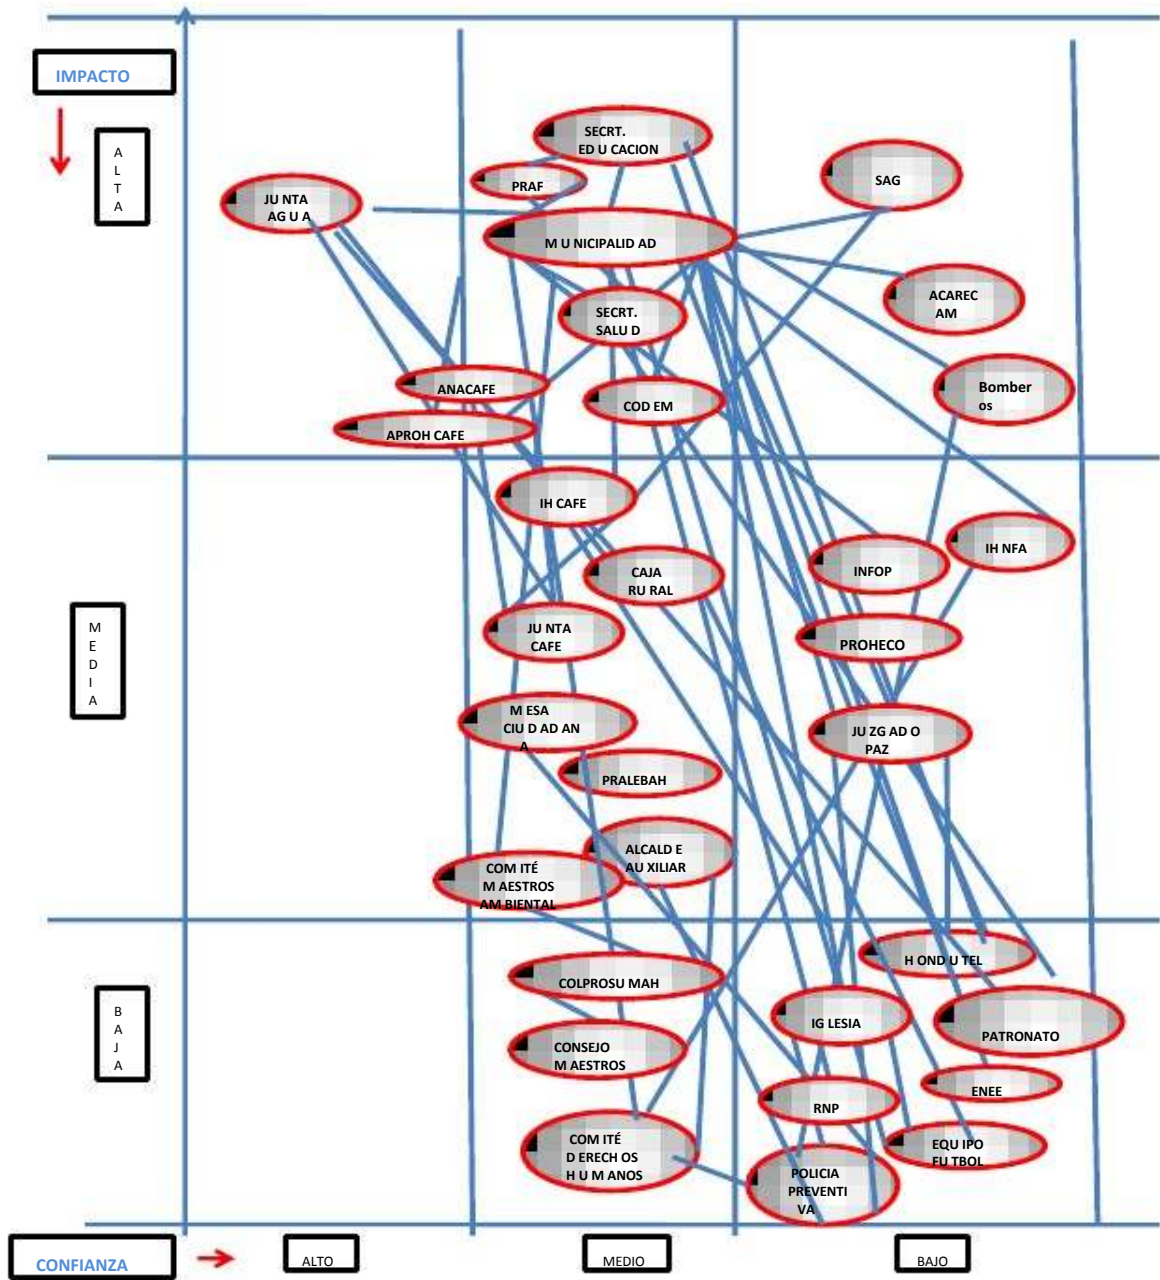 IMPACTO
A
L
T
A
SECRT.
ED U CACION
PRAF
SAG
JU NTA
AG U A
M U NICIPALID AD
ACAREC
AM
SECRT.
SALU D
ANACAFE
COD EM
Bomber
os
APROH CAFE
IH CAFE
IH NFA
INFOP
CAJA
RU RAL
M
E
D
I
A
JU NTA
CAFE
PROHECO
M ESA
CIU D AD AN
A
JU ZG AD O
PAZ
PRALEBAH
ALCALD E
AU XILIAR
COM ITÉ
M AESTROS
AM BIENTAL
H OND U TEL
COLPROSU MAH
B
A
J
A
IG LESIA
PATRONATO
CONSEJO
M AESTROS
ENEE
RNP
COM ITÉ
D ERECH OS
H U M ANOS
EQU IPO
FU TBOL
POLICIA
PREVENTI
VA
CONFIANZA
ALTO
MEDIO
BAJO